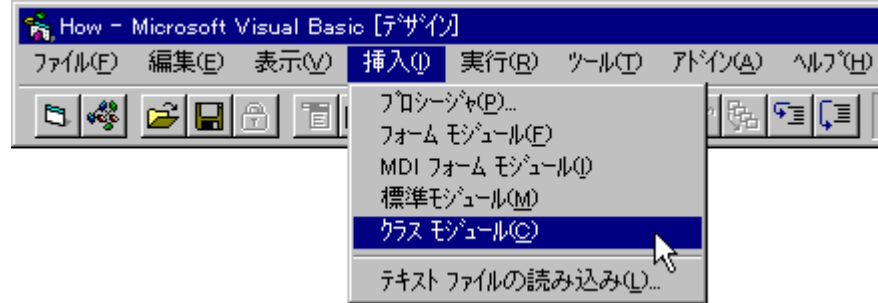 How - Microsoft Visual Basic [ﾃﾞｻﾞｲﾝ]
ﾌｧｲﾙ(F) 編集(E) 表示(V) 挿入(I) 実行(R) ﾂｰﾙ(T) ｱﾄﾞｲﾝ(A) ﾍﾙﾌﾟ(H)
ﾌﾟﾛｼｰｼﾞｬ(P)...
ﾌｫｰﾑ ﾓｼﾞｭｰﾙ(F)
MDI ﾌｫｰﾑ ﾓｼﾞｭｰﾙ(I)
標準ﾓｼﾞｭｰﾙ(M)
ｸﾗｽ ﾓｼﾞｭｰﾙ(C)
ﾃｷｽﾄ ﾌｧｲﾙの読み込み(L)...